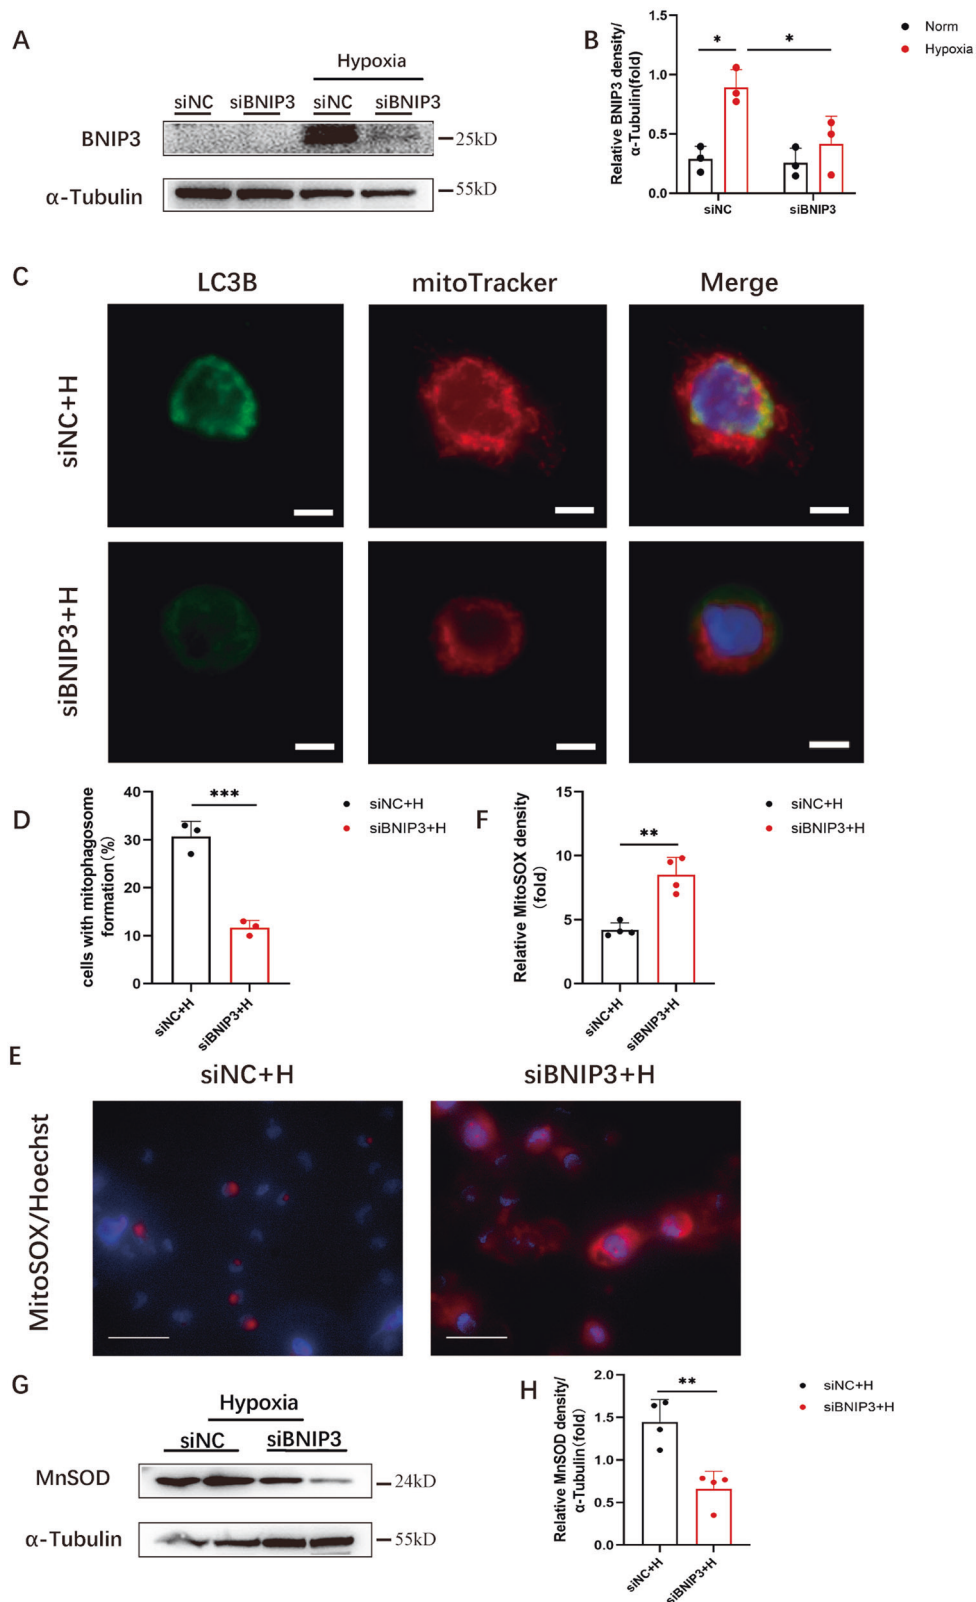 A
Hypoxia
siNC siBNIP3 siNC siBNIP3
BNIP3
25kD
α-Tubulin
55kD
B
Relative BNIP3 density/
α-Tubulin(fold)
1.5
1.0
0.5
0.0
* *
siNC siBNIP3
Norm
Hypoxia
C
LC3B mitoTracker Merge
siNC+H
siBNIP3+H
D
cells with mitophagosome
formation(%)
40
30
20
10
0
***
siNC+H siBNIP3+H
siNC+H
siBNIP3+H
F
Relative MitoSOX density
(fold)
15
10
5
0
**
siNC+H siBNIP3+H
siNC+H
siBNIP3+H
E
siNC+H siBNIP3+H
MitoSOX/Hoechst
G
Hypoxia
siNC siBNIP3
MnSOD
24kD
α-Tubulin
55kD
H
Relative MnSOD density/
α-Tubulin(fold)
2.0
1.5
1.0
0.5
0.0
**
siNC+H siBNIP3+H
siNC+H
siBNIP3+H